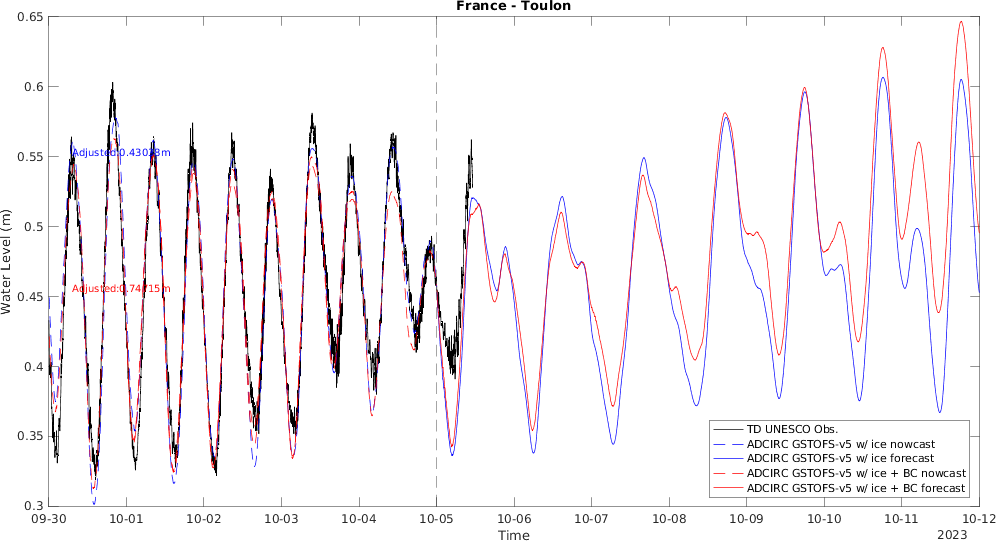 France - Toulon
0.65
0.6
0.55
0.5
0.45
0.4
0.35
0.3
Water Level (m)
Adjusted:0.43028m
TD UNESCO Obs.
ADCIRC GSTOFS-v5 w/ ice nowcast
ADCIRC GSTOFS-v5 w/ ice forecast
ADCIRC GSTOFS-v5 w/ ice + BC nowcast
ADCIRC GSTOFS-v5 w/ ice + BC forecast
09-30 10-01 10-02 10-03 10-04 10-05 10-06 10-07 10-08 10-09 10-10 10-11 10-12
Time
2023